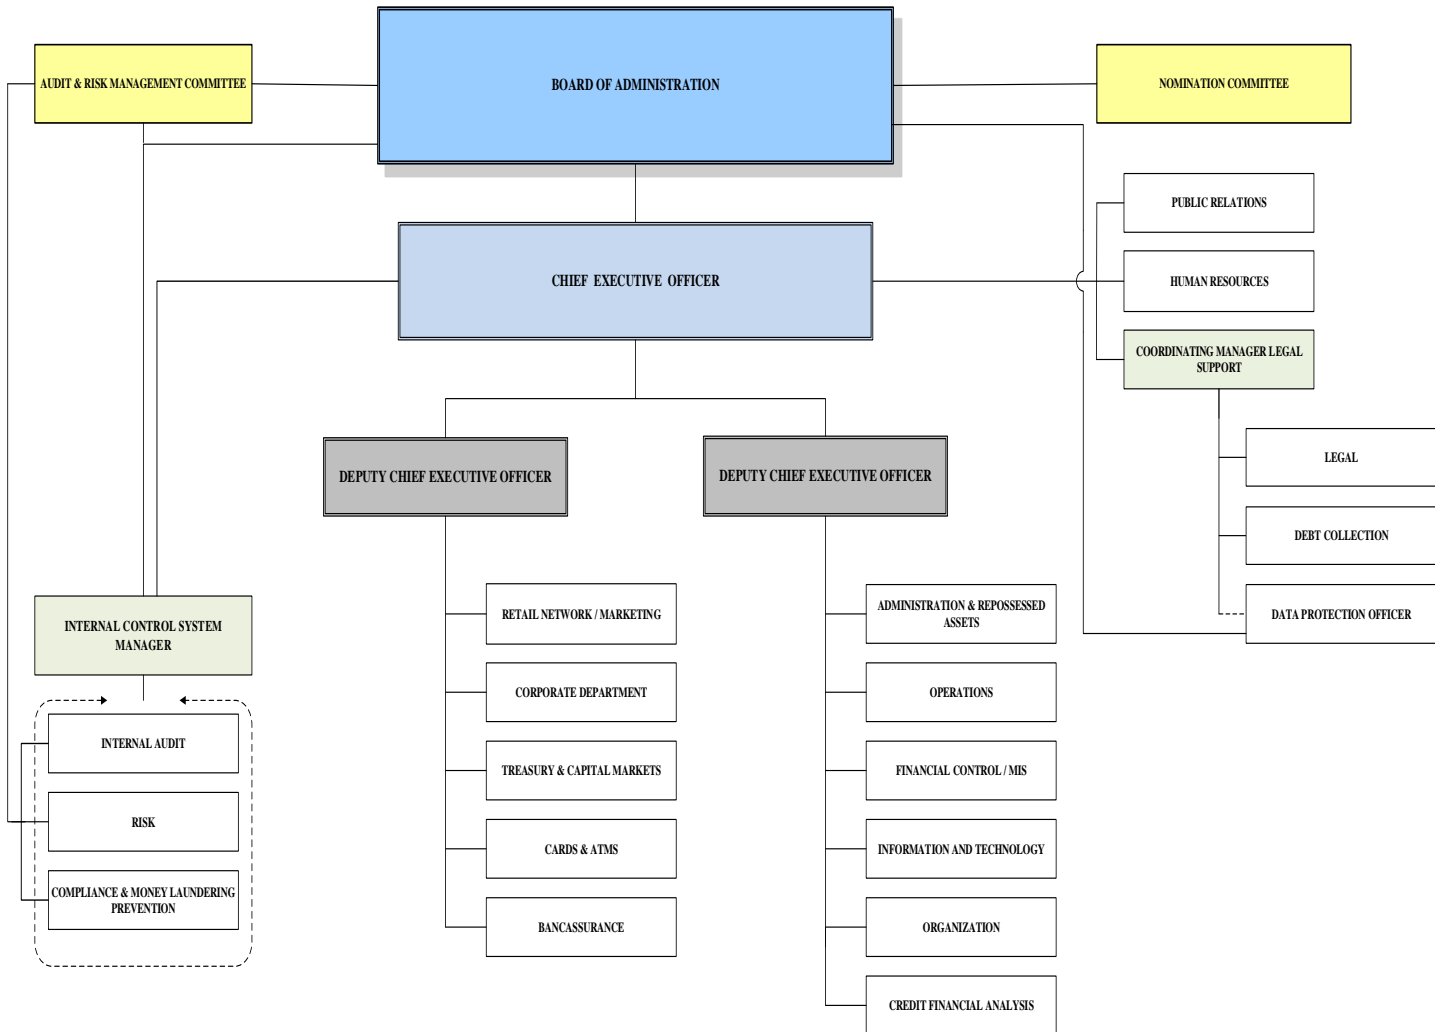 AUDIT & RISK MANAGEMENT COMMITTEE
BOARD OF ADMINISTRATION
NOMINATION COMMITTEE
PUBLIC RELATIONS
CHIEF EXECUTIVE OFFICER
HUMAN RESOURCES
COORDINATING MANAGER LEGAL
SUPPORT
DEPUTY CHIEF EXECUTIVE OFFICER
DEPUTY CHIEF EXECUTIVE OFFICER
LEGAL
DEBT COLLECTION
DATA PROTECTION OFFICER
INTERNAL CONTROL SYSTEM
MANAGER
INTERNAL AUDIT
RISK
COMPLIANCE & MONEY LAUNDERING
PREVENTION
RETAIL NETWORK / MARKETING
CORPORATE DEPARTMENT
TREASURY & CAPITAL MARKETS
CARDS & ATMS
BANCASSURANCE
ADMINISTRATION & REPOSSESSED
ASSETS
OPERATIONS
FINANCIAL CONTROL / MIS
INFORMATION AND TECHNOLOGY
ORGANIZATION
CREDIT FINANCIAL ANALYSIS